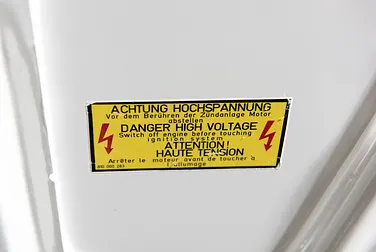 ACHTUNG HOCHSPANNUNG
Vor dem Berühren der Zündanlage Motor
abstellen
DANGER HIGH VOLTAGE
Switch off engine before touching
ignition system
ATTENTION!
HAUTE TENSION
Arrêter le moteur avant de toucher à
l'allumage